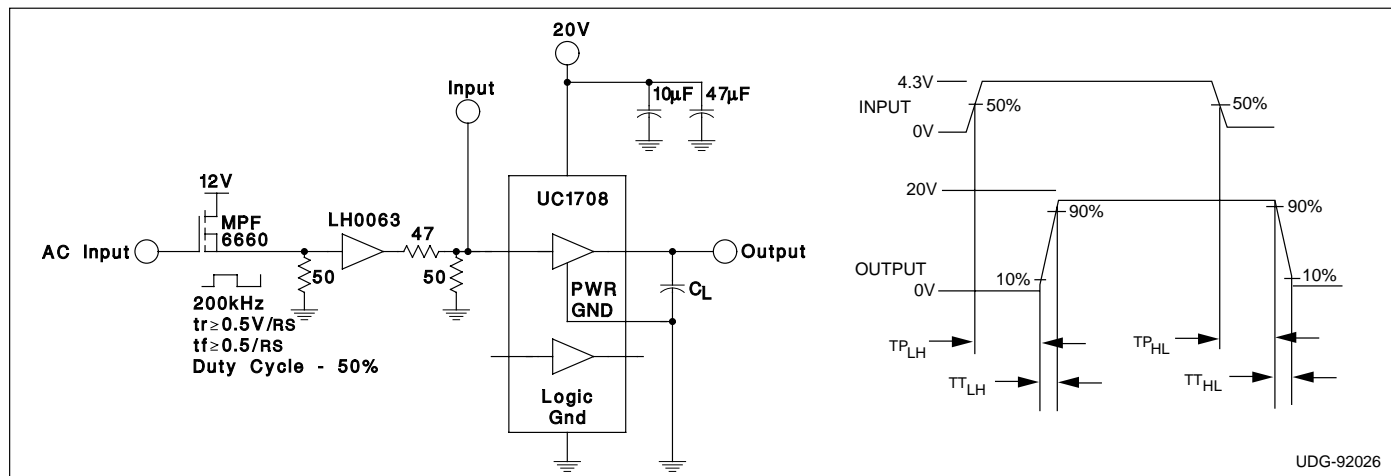 20V
Input
10µF
47µF
12V
MPF
6660
LH0063
UC1708
47
AC Input
50
50
Output
200kHz
tr≥0.5V/RS
tf≥0.5/RS
Duty Cycle - 50%
PWR
GND
CL
Logic
Gnd
4.3V
INPUT
0V
50%
50%
20V
90%
90%
OUTPUT
10%
10%
0V
TPLH
TPHL
TTLH
TTHL
UDG-92026